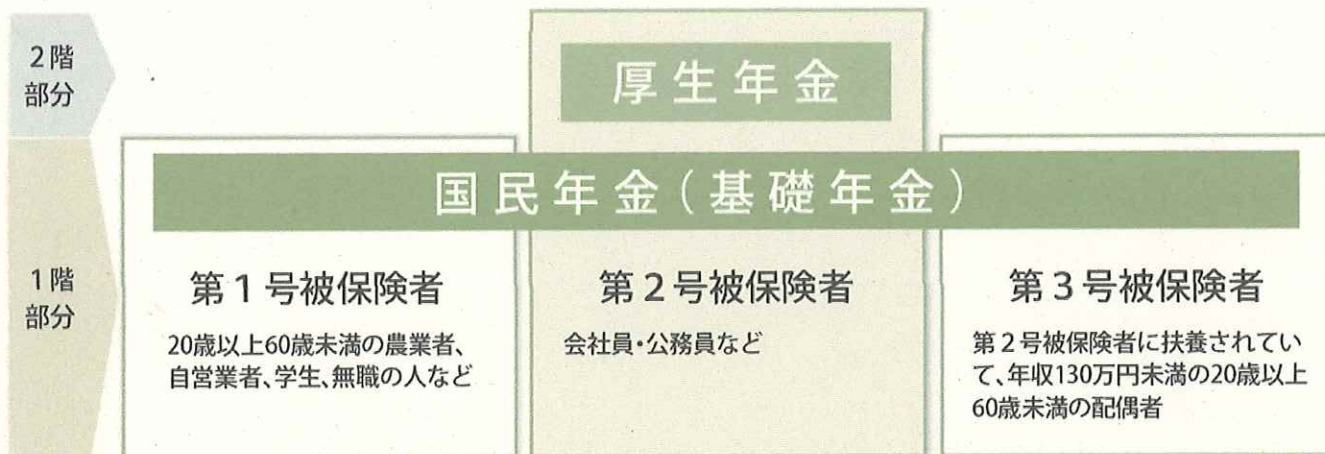 2階
部分
厚生年金
国民年金(基礎年金)
1階
部分
第1号被保険者
20歳以上60歳未満の農業者、
自営業者、学生、無職の人など
第2号被保険者
会社員・公務員など
第3号被保険者
第2号被保険者に扶養されてい
て、年収130万円未満の20歳以上
60歳未満の配偶者